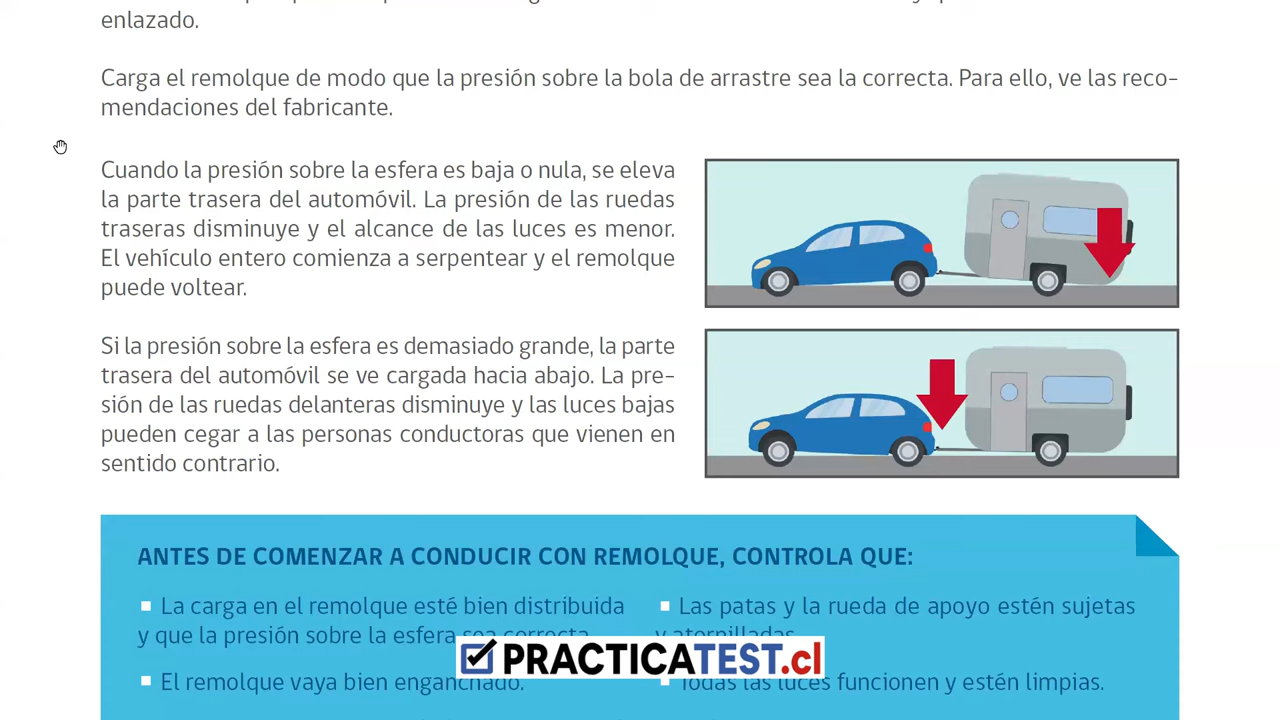 enlazado.
Carga el remolque de modo que la presión sobre la bola de arrastre sea la correcta. Para ello, ve las reco-
mendaciones del fabricante.
Cuando la presión sobre la esfera es baja o nula, se eleva
la parte trasera del automóvil. La presión de las ruedas
traseras disminuye y el alcance de las luces es menor.
El vehículo entero comienza a serpentear y el remolque
puede voltear.
Si la presión sobre la esfera es demasiado grande, la parte
trasera del automóvil se ve cargada hacia abajo. La pre-
sión de las ruedas delanteras disminuye y las luces bajas
pueden cegar a las personas conductoras que vienen en
sentido contrario.
ANTES DE COMENZAR A CONDUCIR CON REMOLQUE, CONTROLA QUE:
La carga en el remolque esté bien distribuida
y que la presión sobre la esfera sea correcta.
El remolque vaya bien enganchado.
Las patas y la rueda de apoyo estén sujetas
y atornilladas.
Todas las luces funcionen y estén limpias.
PRACTICATEST.cl